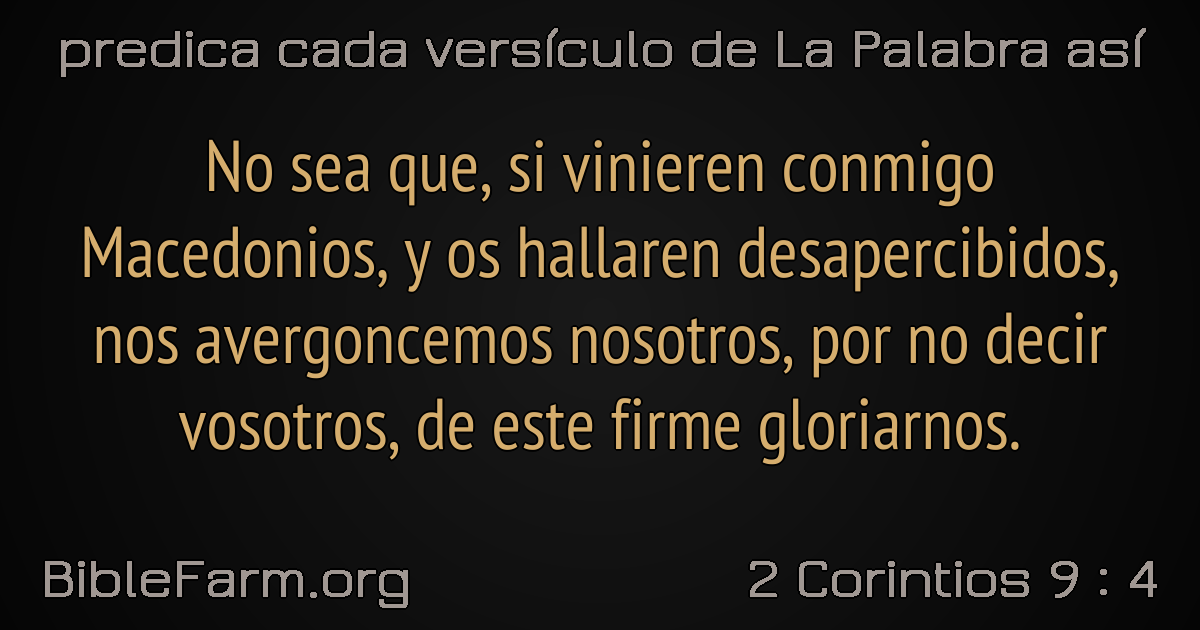 predica cada versículo de La Palabra así
No sea que, si vinieren conmigo
Macedonios, y os hallaren desapercibidos,
nos avergoncemos nosotros, por no decir
vosotros, de este firme gloriarnos.
BibleFarm.org
2 Corintios 9 : 4